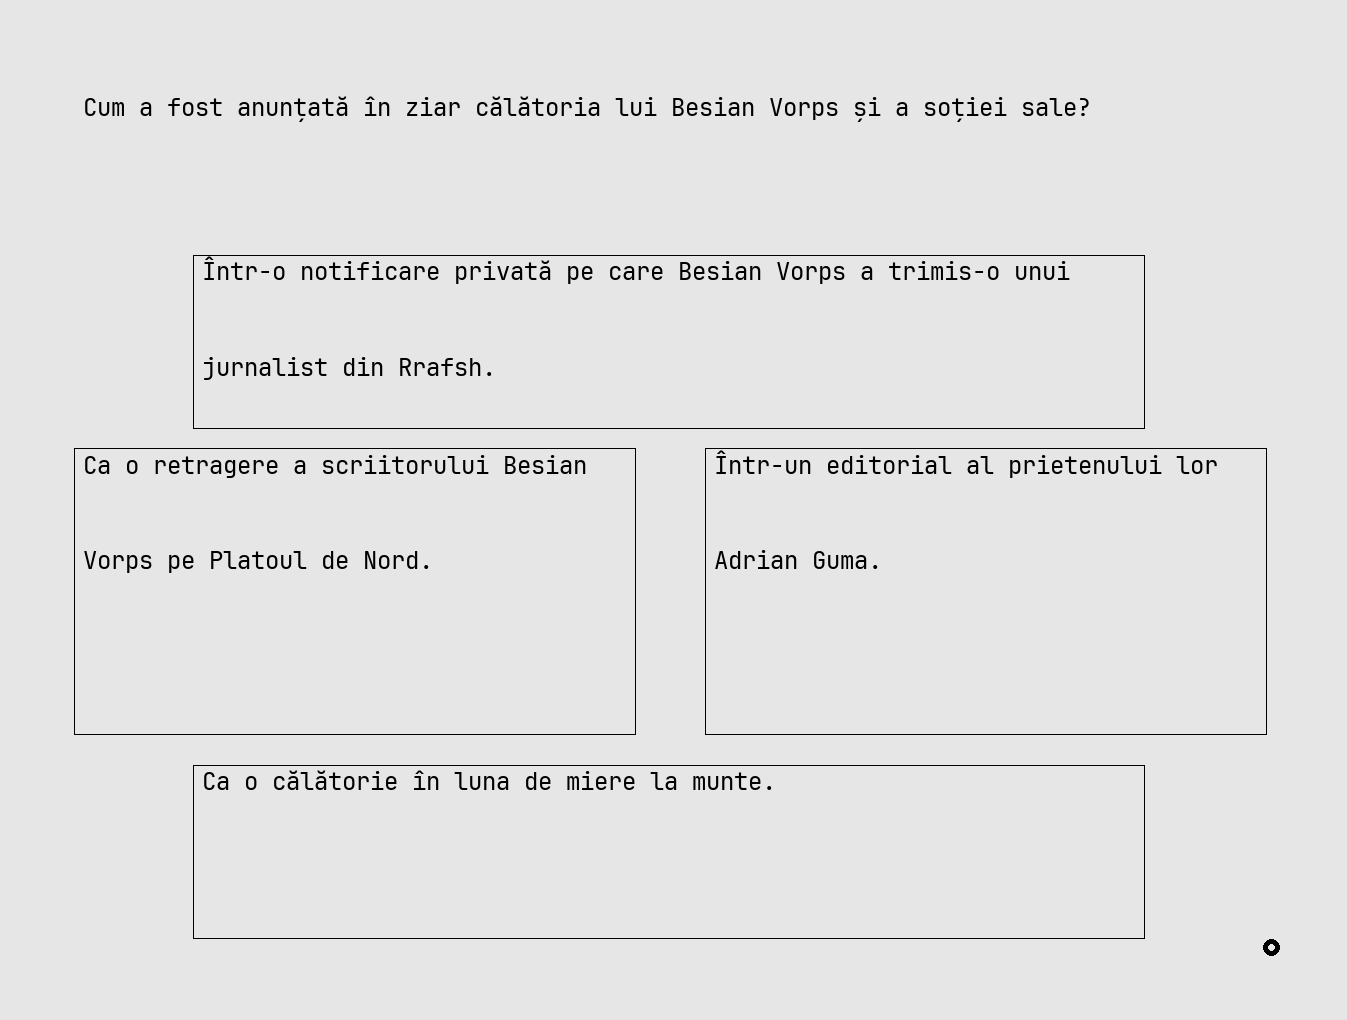 Cum a fost anunțată în ziar călătoria lui Besian Vorps și a soției sale?
Într-o notificare privată pe care Besian Vorps a trimis-o unui
jurnalist din Rrafsh.
Ca o retragere a scriitorului Besian
Vorps pe Platoul de Nord.
Într-un editorial al prietenului lor
Adrian Guma.
Ca o călătorie în luna de miere la munte.